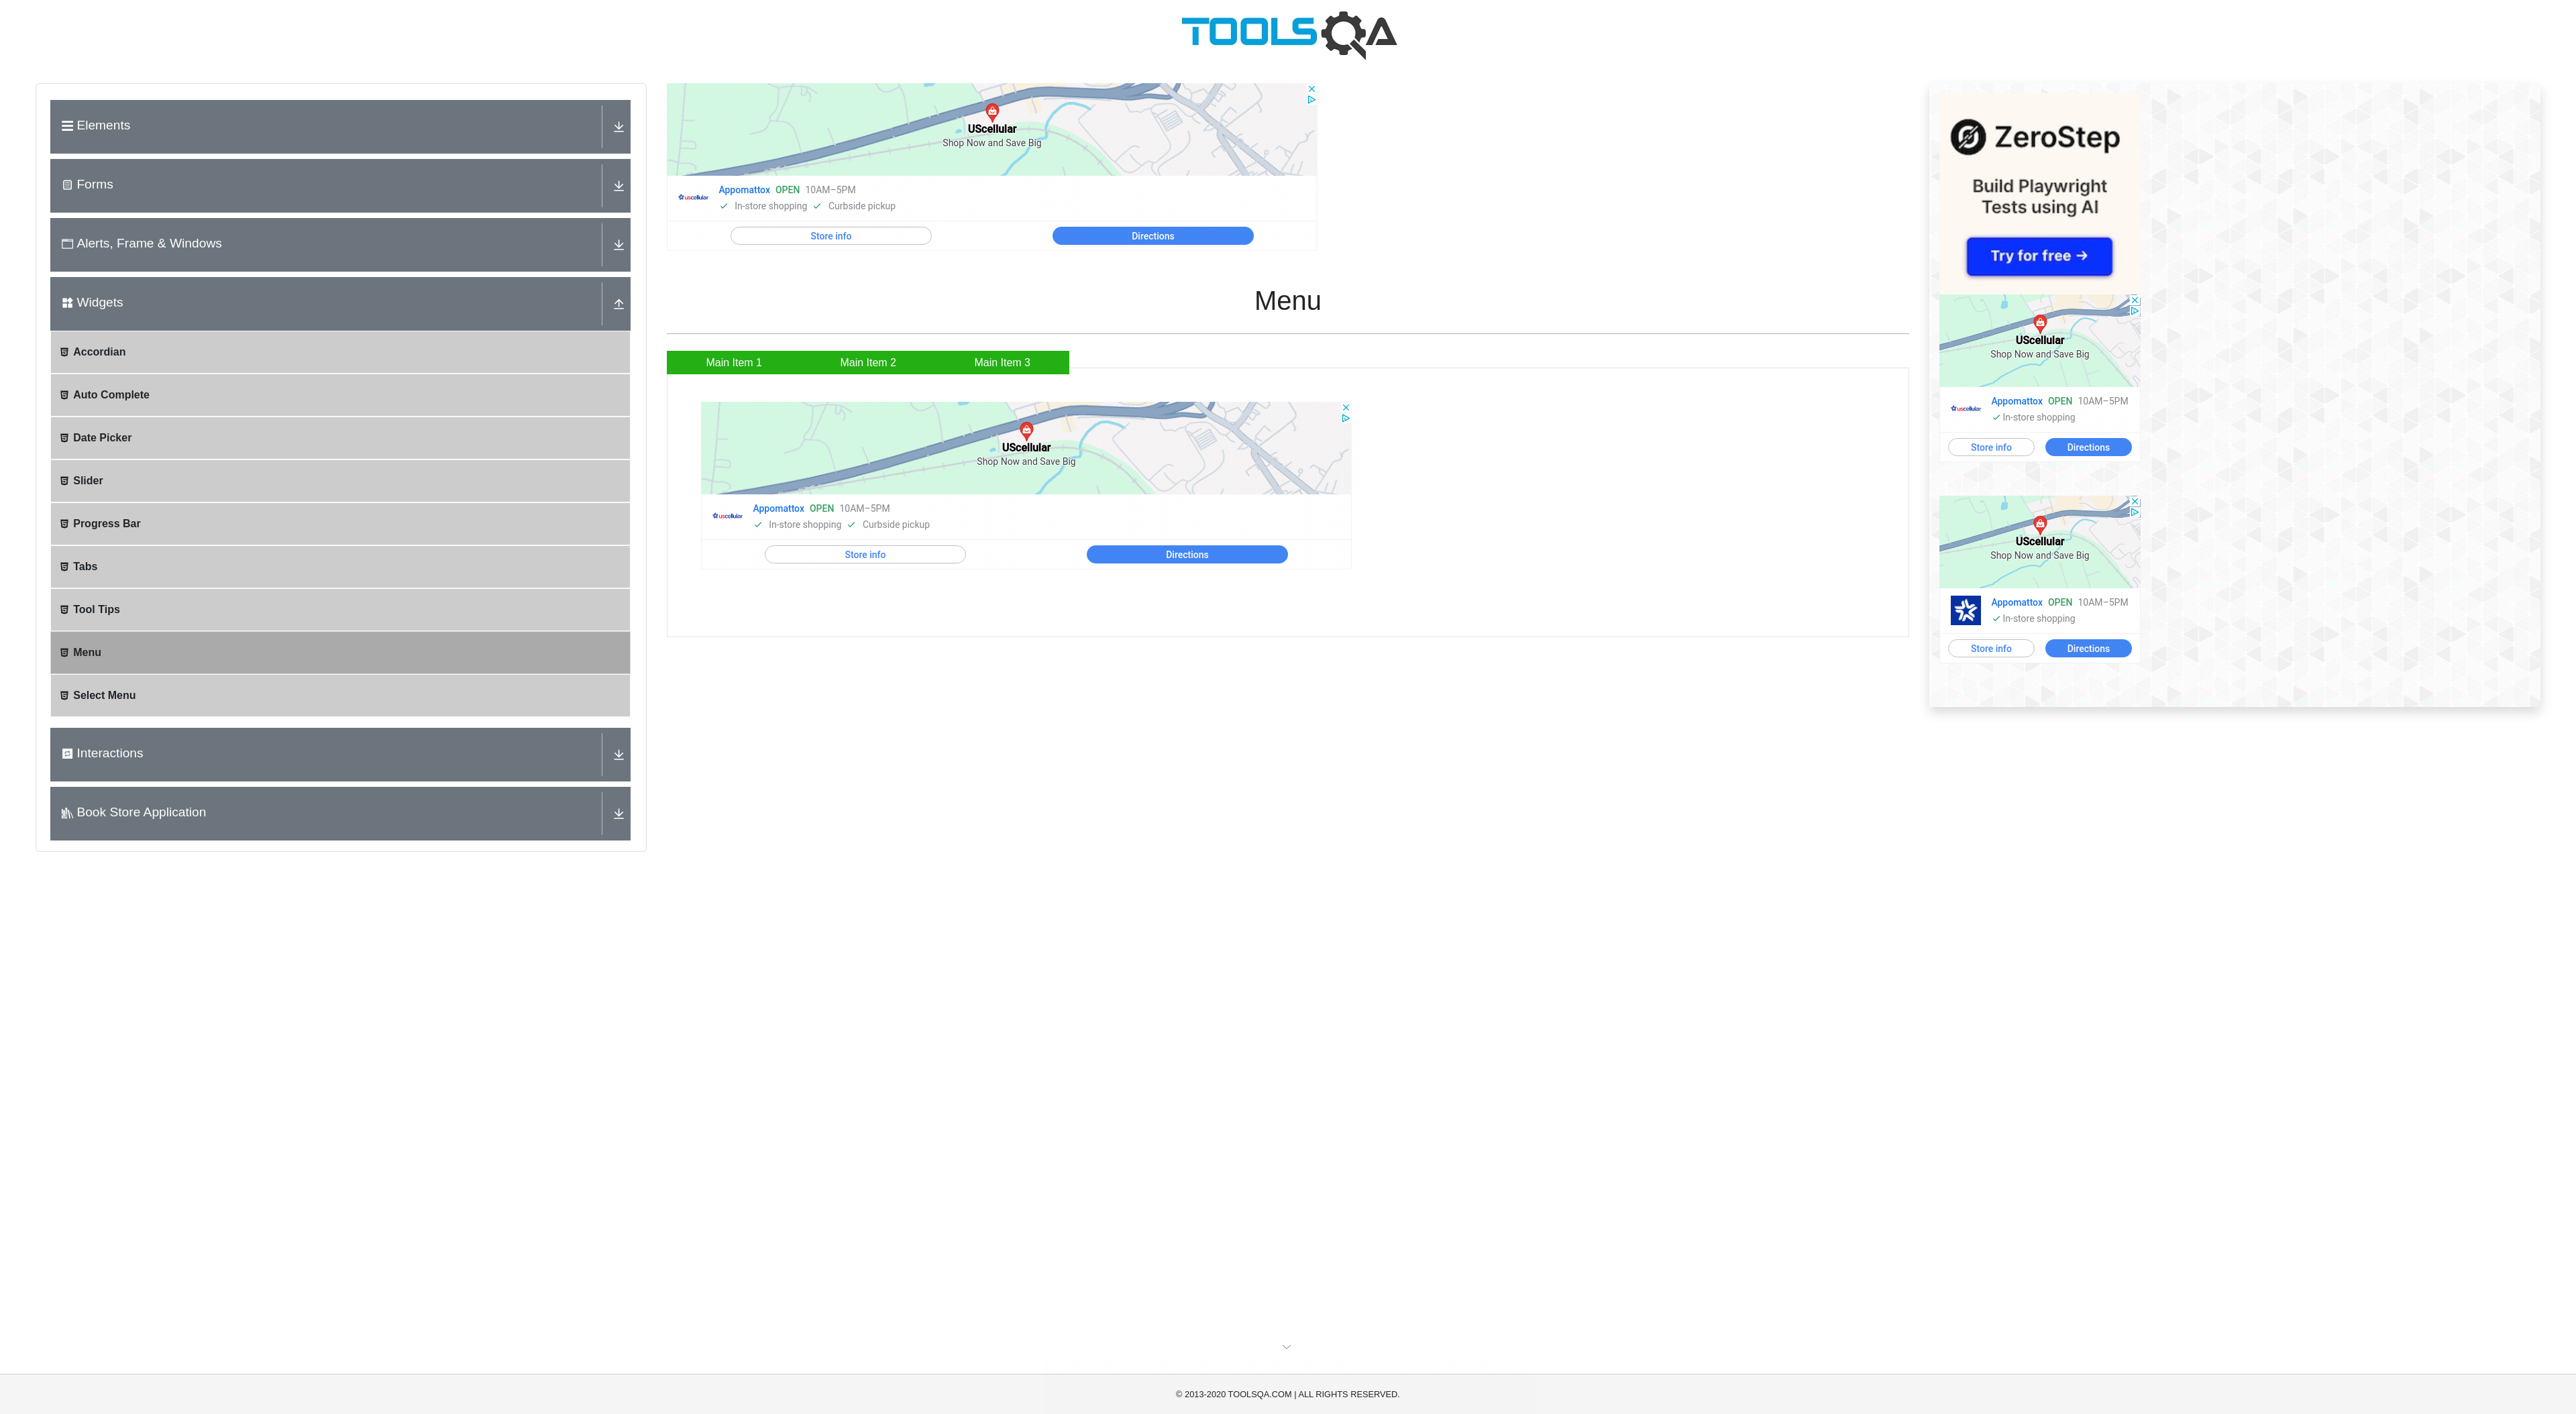 TOOLSQA
Elements
Forms
Alerts, Frame & Windows
Widgets
Accordian
Auto Complete
Date Picker
Slider
Progress Bar
Tabs
Tool Tips
Menu
Select Menu
Interactions
Book Store Application
UScellular
Shop Now and Save Big
uscellular
Appomattox OPEN 10AM–5PM
In-store shopping Curbside pickup
Store info Directions
Menu
Main Item 1 Main Item 2 Main Item 3
UScellular
Shop Now and Save Big
uscellular
Appomattox OPEN 10AM–5PM
In-store shopping Curbside pickup
Store info Directions
ZeroStep
Build Playwright
Tests using AI
Try for free →
UScellular
Shop Now and Save Big
uscellular
Appomattox OPEN 10AM–5PM
In-store shopping
Store info Directions
UScellular
Shop Now and Save Big
Appomattox OPEN 10AM–5PM
In-store shopping
Store info Directions
© 2013-2020 TOOLSQA.COM | ALL RIGHTS RESERVED.